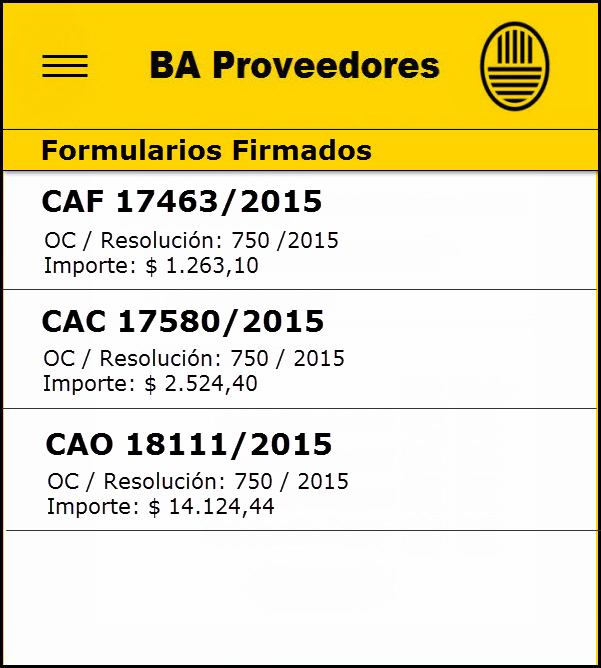 BA Proveedores
Formularios Firmados
CAF 17463/2015
OC / Resolución: 750 /2015
Importe: $ 1.263,10
CAC 17580/2015
OC / Resolución: 750 / 2015
Importe: $ 2.524,40
CAO 18111/2015
OC / Resolución: 750 / 2015
Importe: $ 14.124,44